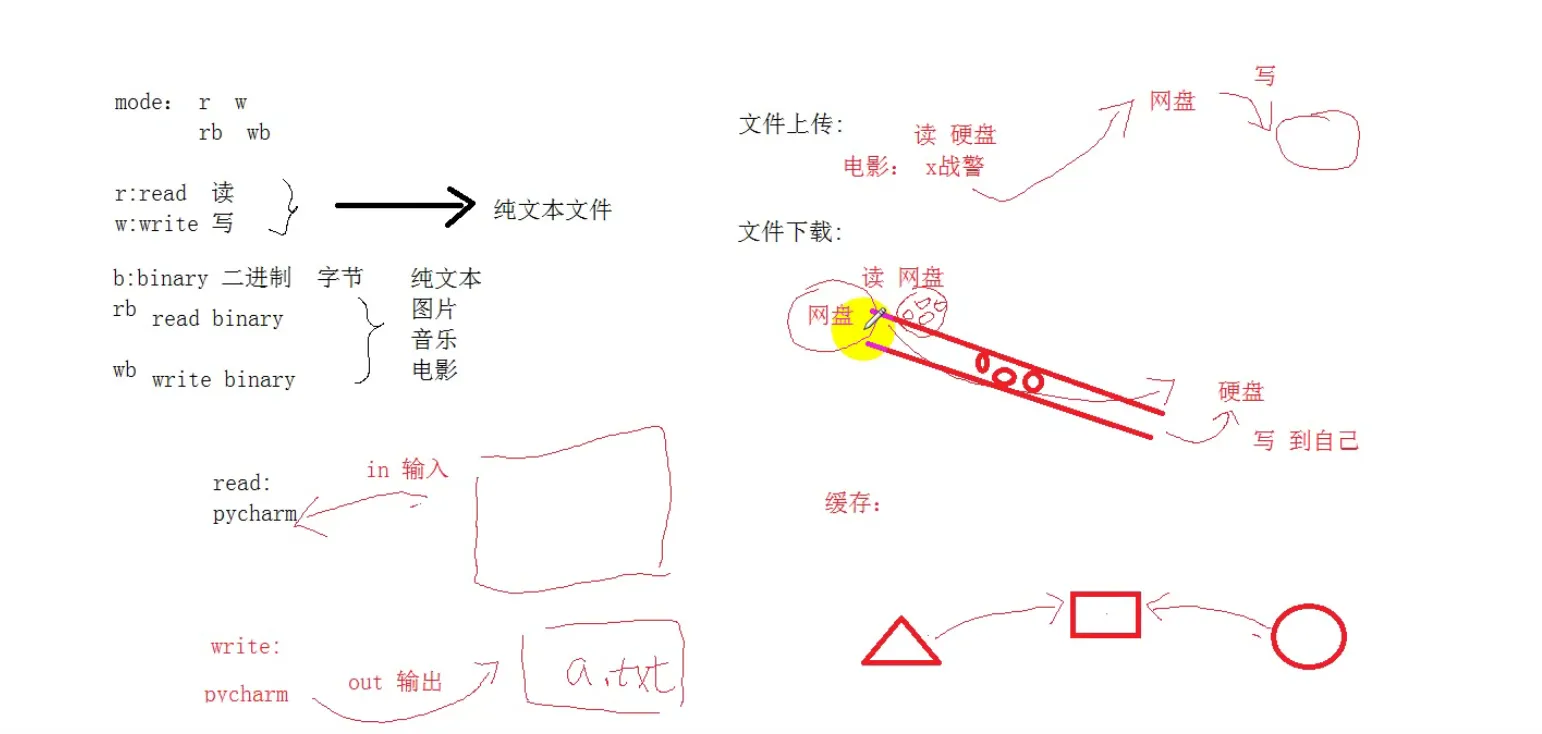 mode: r w
rb wb
r:read 读
w:write 写
纯文本文件
b:binary 二进制 字节 纯文本
rb read binary 图片
音乐
wb write binary 电影
in 输入
read:
pycharm
write:
pycharm
out 输出
a.txt
写
网盘
文件上传:
读 硬盘
电影: x战警
文件下载:
读 网盘
网盘
硬盘
写 到自己
缓存: